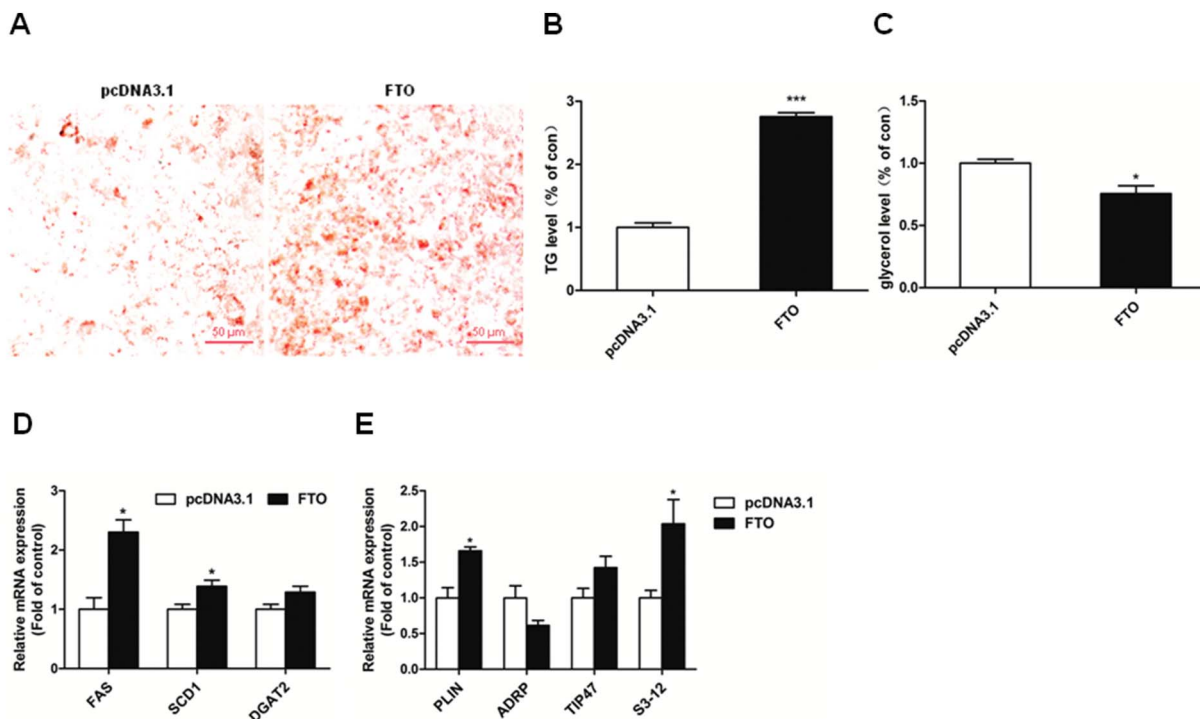 A
pcDNA3.1
FTO
50 µm
50 µm
B
TG level（% of con）
3
2
1
0
***
pcDNA3.1
FTO
C
glycerol level（% of con）
1.5
1.0
0.5
0.0
*
pcDNA3.1
FTO
D
Relative mRNA expression
(Fold of control)
3
2
1
0
pcDNA3.1
FTO
*
*
FAS
SCD1
DGAT2
E
Relative mRNA expression
(Fold of control)
2.5
2.0
1.5
1.0
0.5
0.0
*
*
pcDNA3.1
FTO
PLIN
ADRP
TIP47
S3-12